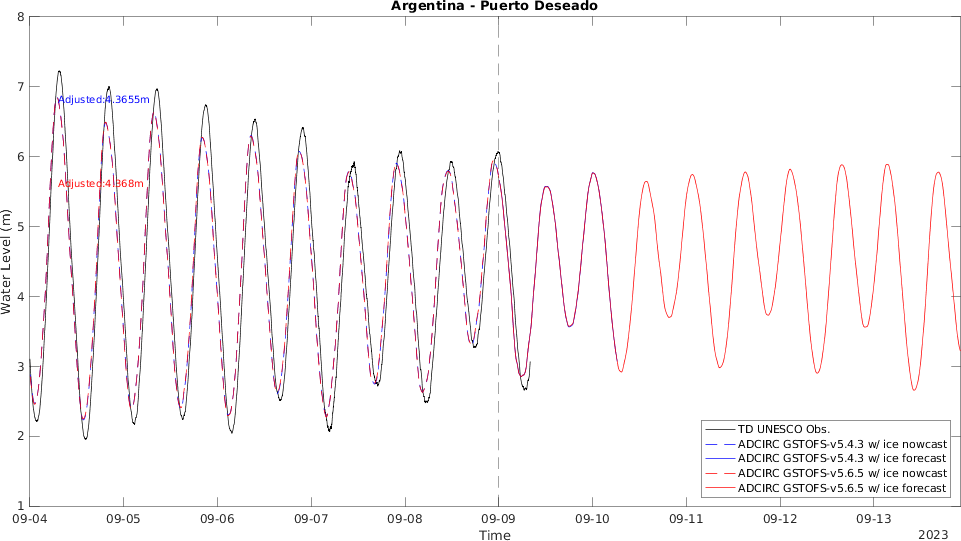 Argentina - Puerto Deseado
8
7
6
5
4
3
2
1
Water Level (m)
Adjusted:4.3655m
Adjusted:4.368m
TD UNESCO Obs.
ADCIRC GSTOFS-v5.4.3 w/ ice nowcast
ADCIRC GSTOFS-v5.4.3 w/ ice forecast
ADCIRC GSTOFS-v5.6.5 w/ ice nowcast
ADCIRC GSTOFS-v5.6.5 w/ ice forecast
09-04 09-05 09-06 09-07 09-08 09-09 09-10 09-11 09-12 09-13
Time
2023